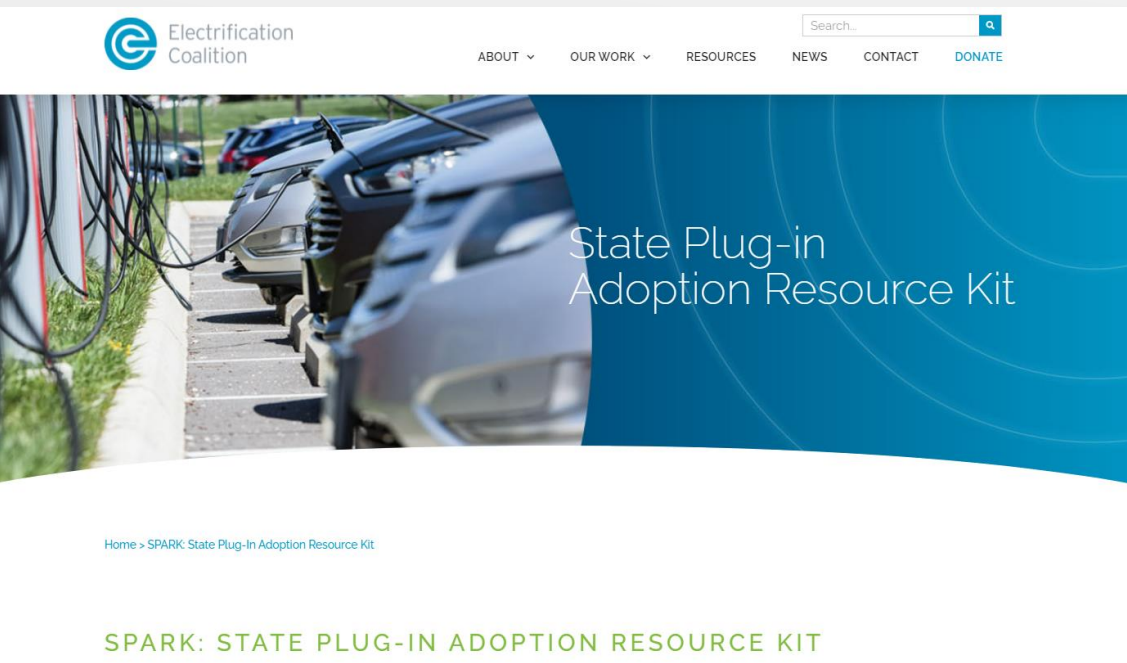 Electrification
Coalition
Search...
ABOUT
OUR WORK
RESOURCES
NEWS
CONTACT
DONATE
State Plug-in
Adoption Resource Kit
Home > SPARK: State Plug-In Adoption Resource Kit
SPARK: STATE PLUG-IN ADOPTION RESOURCE KIT